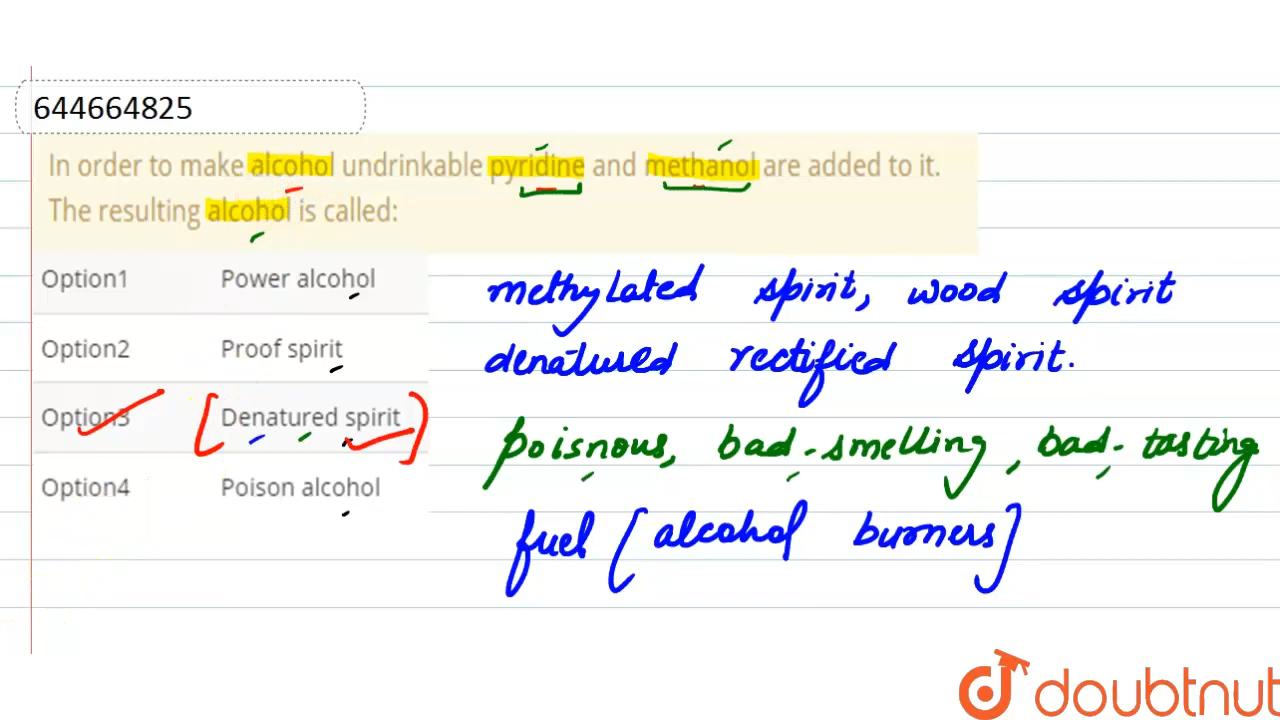 644664825
In order to make alcohol undrinkable pyridine and methanol are added to it.
The resulting alcohol is called:
Option1 Power alcohol
Option2 Proof spirit
Option3 Denatured spirit
Option4 Poison alcohol
methylated spirit, wood spirit
denatured rectified spirit.
poisnous, bad-smelling, bad-tasting
fuel [alcohol burners]
doubtnut